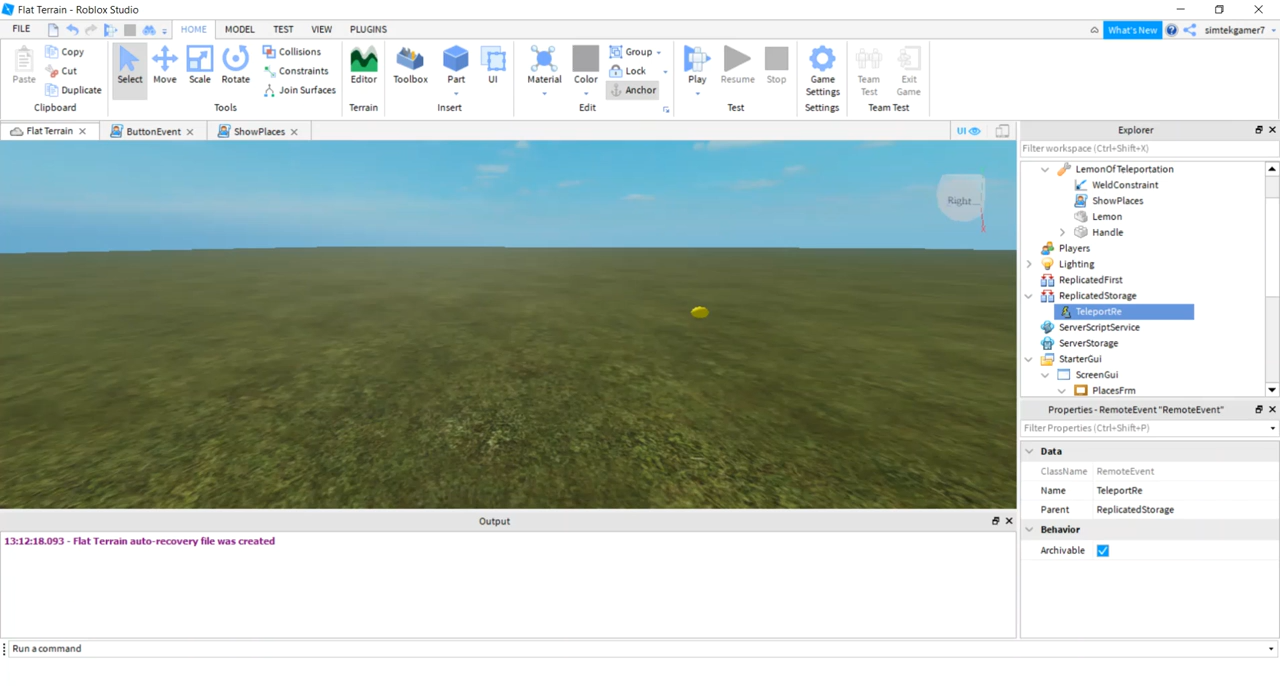 Flat Terrain - Roblox Studio
FILE HOME MODEL TEST VIEW PLUGINS What's New simtekgamer7
Paste Copy Cut Duplicate Clipboard
Select Move Scale Rotate Collisions Constraints Join Surfaces Tools
Editor Terrain
Toolbox Part UI Insert
Material Color Group Lock Anchor Edit
Play Resume Stop Test
Game Settings Settings
Team Test Exit Game Team Test
Flat Terrain ButtonEvent ShowPlaces UI
Right
Explorer
Filter workspace (Ctrl+Shift+X)
LemonOfTeleportation
WeldConstraint
ShowPlaces
Lemon
Handle
Players
Lighting
ReplicatedFirst
ReplicatedStorage
TeleportRe
ServerScriptService
ServerStorage
StarterGui
ScreenGui
PlacesFrm
Properties - RemoteEvent "RemoteEvent"
Filter Properties (Ctrl+Shift+P)
Data
ClassName RemoteEvent
Name TeleportRe
Parent ReplicatedStorage
Behavior
Archivable
Output
13:12:18.093 - Flat Terrain auto-recovery file was created
Run a command